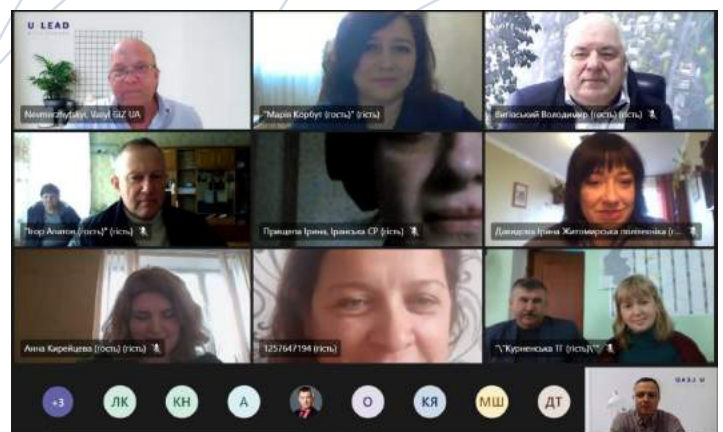 U LEAD
Nevmerzhytskyi, Vasyl GIZ UA
"Марія Корбут (гость)" (гість)
Витівський Володимир (гость) (гість)
"Ігор Апатов (гость)" (гість)
Прищепа Ірина, Іранська СР (гість)
Давидова Ірина Житомирська політехніка (г...
Анна Кирейцева (гость) (гість)
1257647194 (гість)
"\"Курненська ТГ (гість)\""
+3
ЛК
КН
А
О
КЯ
МШ
ДТ
U LEAD